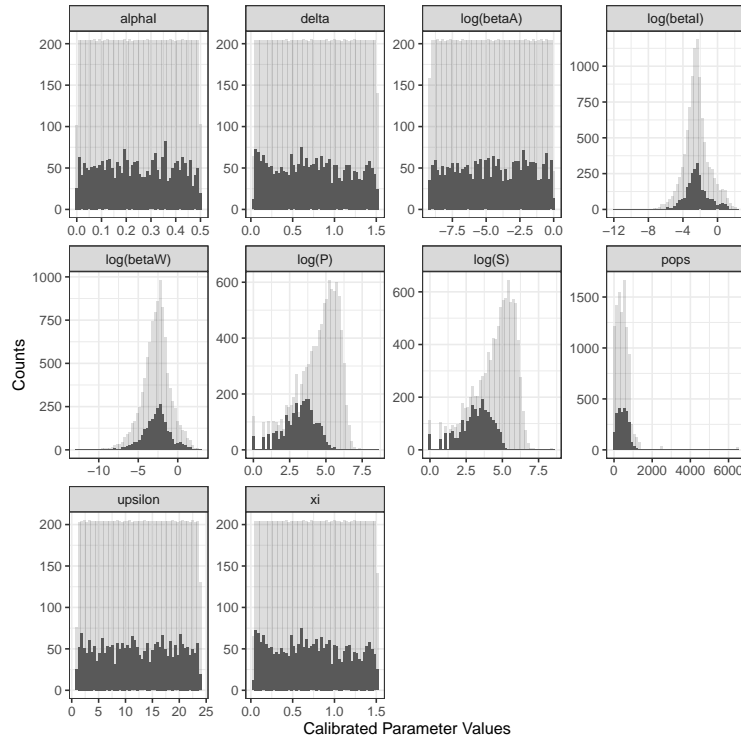 alphaI delta log(betaA) log(betaI)
200 200 200 1000
150 150 150 750
100 100 100 500
50 50 50 250
0 0 0 0
0.0 0.1 0.2 0.3 0.4 0.5 0.0 0.5 1.0 1.5 −7.5 −5.0 −2.5 0.0 −12 −8 −4 0
log(betaW) log(P) log(S) pops
1000 600 600 1500
750 400 400 1000
500 200 200 500
250 0 0 0
0
−10 −5 0 0.0 2.5 5.0 7.5 0.0 2.5 5.0 7.5 0 2000 4000 6000
Counts
upsilon xi
200 200
150 150
100 100
50 50
0 0
0 5 10 15 20 25 0.0 0.5 1.0 1.5
Calibrated Parameter Values